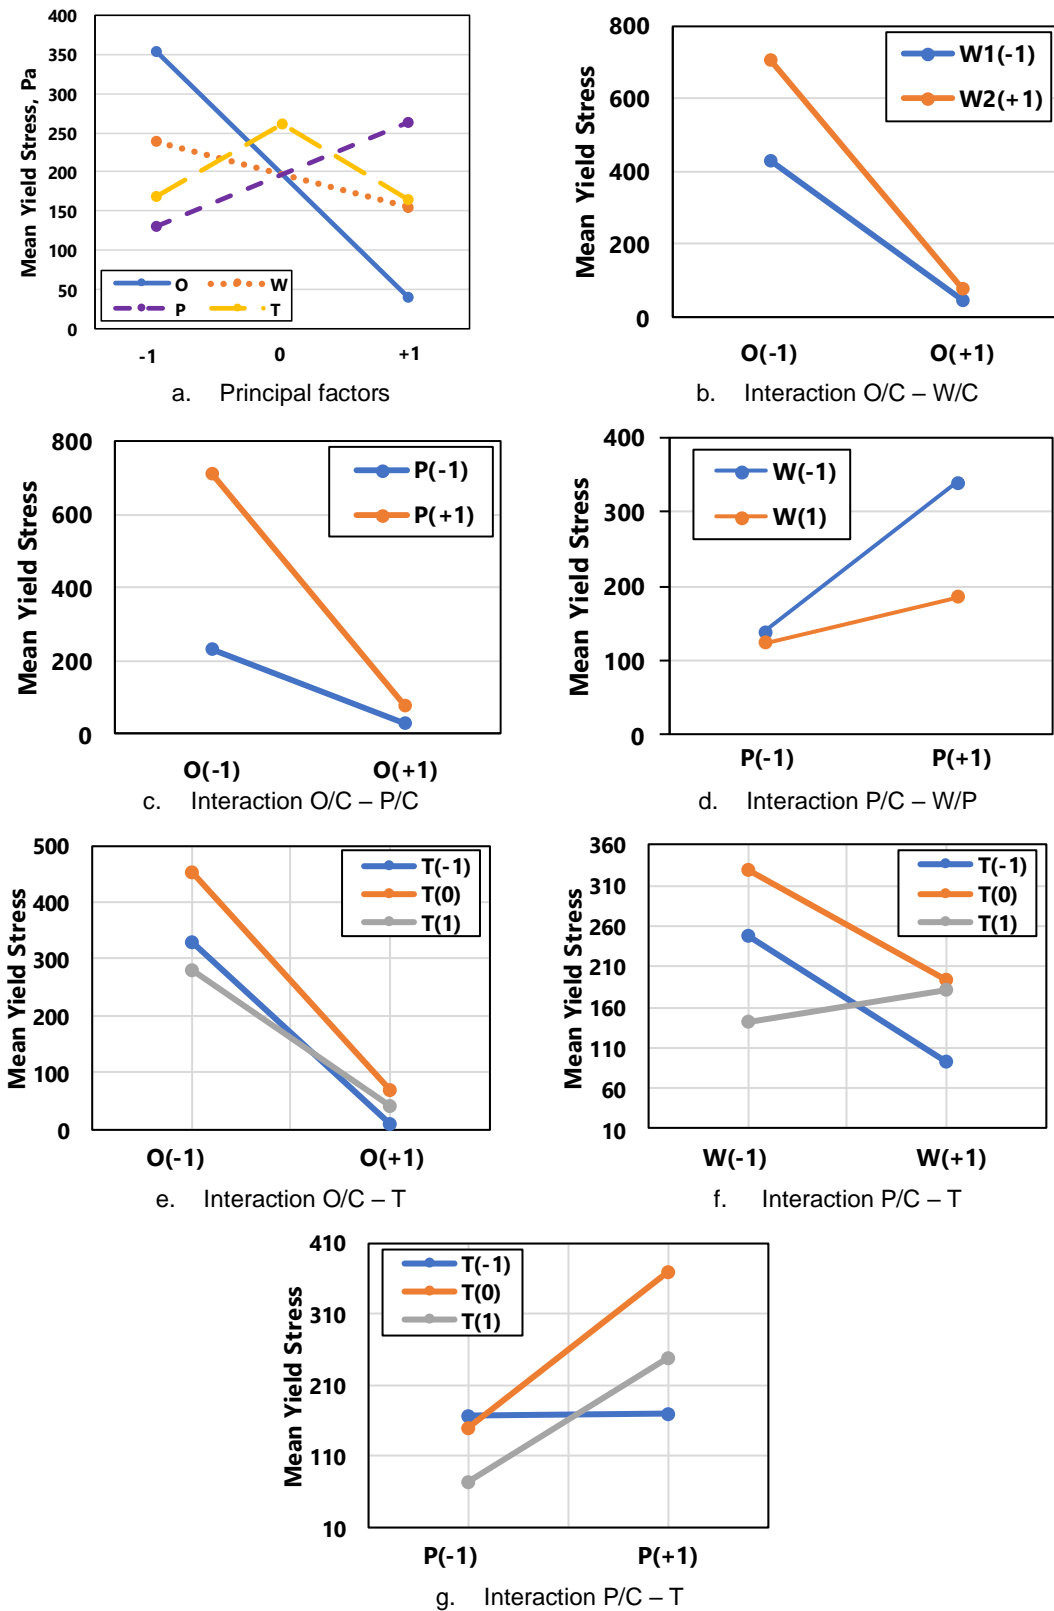 400
350
300
250
200
150
100
50
0
Mean Yield Stress, Pa
O W
P T
-1 0 +1
a. Principal factors
800
600
400
200
0
Mean Yield Stress
W1(-1)
W2(+1)
O(-1) O(+1)
b. Interaction O/C – W/C
800
600
400
200
0
Mean Yield Stress
P(-1)
P(+1)
O(-1) O(+1)
c. Interaction O/C – P/C
400
300
200
100
0
Mean Yield Stress
W(-1)
W(1)
P(-1) P(+1)
d. Interaction P/C – W/P
500
400
300
200
100
0
Mean Yield Stress
T(-1)
T(0)
T(1)
O(-1) O(+1)
e. Interaction O/C – T
360
310
260
210
160
110
60
10
Mean Yield Stress
T(-1)
T(0)
T(1)
W(-1) W(+1)
f. Interaction P/C – T
410
310
210
110
10
Mean Yield Stress
T(-1)
T(0)
T(1)
P(-1) P(+1)
g. Interaction P/C – T